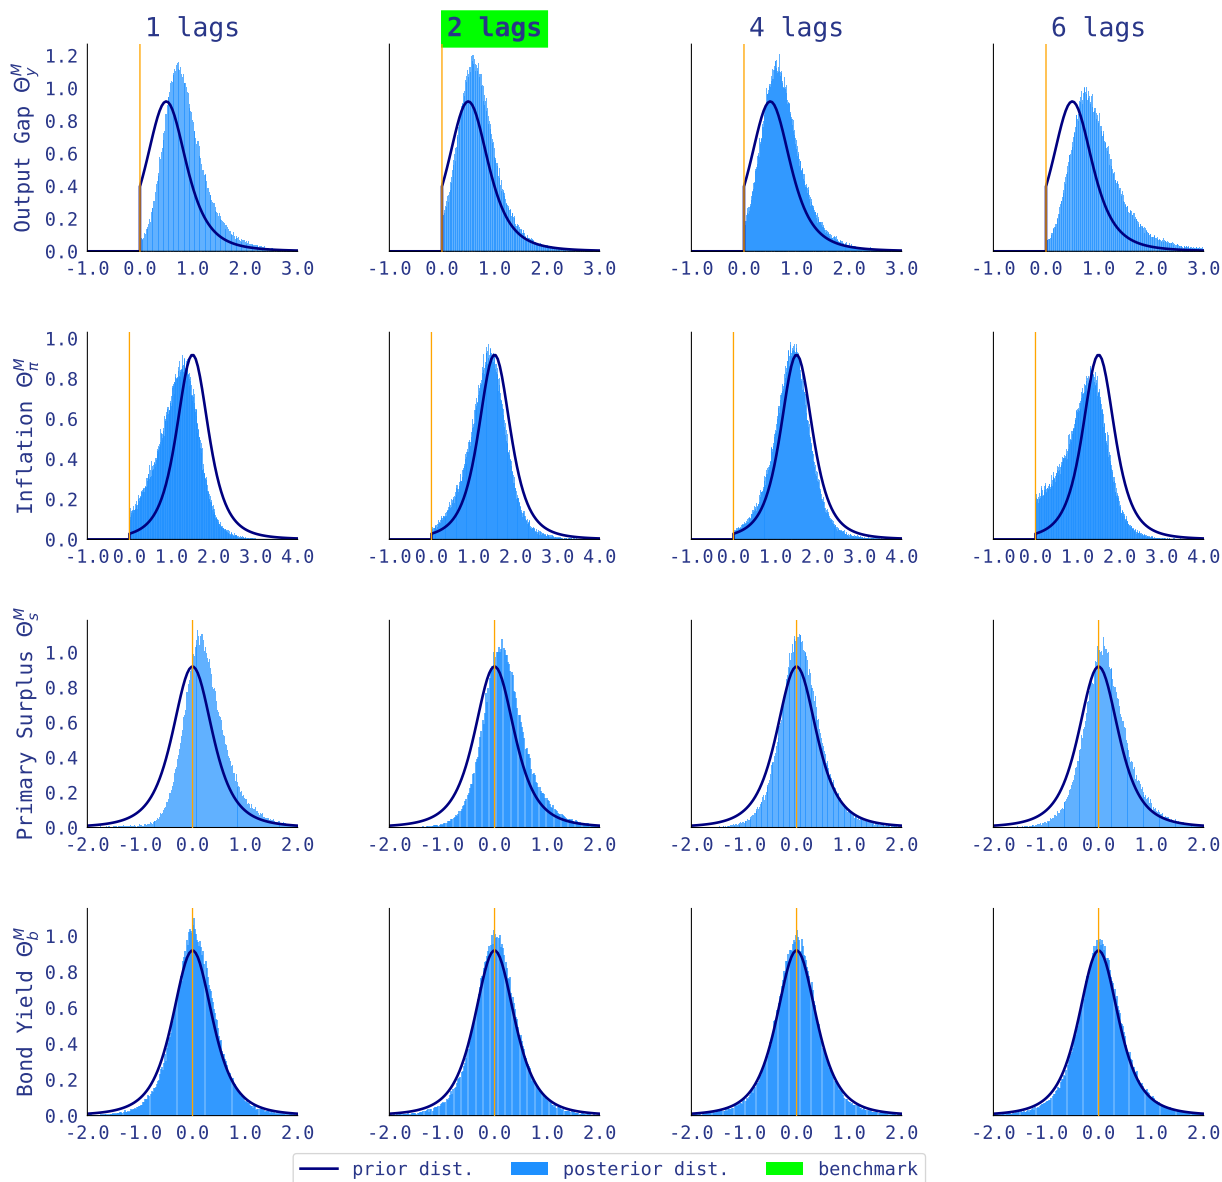 1 lags 2 lags 4 lags 6 lags
Output Gap Θ_y^M
1.2
1.0
0.8
0.6
0.4
0.2
0.0
-1.0 0.0 1.0 2.0 3.0 -1.0 0.0 1.0 2.0 3.0 -1.0 0.0 1.0 2.0 3.0 -1.0 0.0 1.0 2.0 3.0
Inflation Θ_π^M
1.0
0.8
0.6
0.4
0.2
0.0
-1.0 0.0 1.0 2.0 3.0 4.0 -1.0 0.0 1.0 2.0 3.0 4.0 -1.0 0.0 1.0 2.0 3.0 4.0 -1.0 0.0 1.0 2.0 3.0 4.0
Primary Surplus Θ_s^M
1.0
0.8
0.6
0.4
0.2
0.0
-2.0 -1.0 0.0 1.0 2.0 -2.0 -1.0 0.0 1.0 2.0 -2.0 -1.0 0.0 1.0 2.0 -2.0 -1.0 0.0 1.0 2.0
Bond Yield Θ_b^M
1.0
0.8
0.6
0.4
0.2
0.0
-2.0 -1.0 0.0 1.0 2.0 -2.0 -1.0 0.0 1.0 2.0 -2.0 -1.0 0.0 1.0 2.0 -2.0 -1.0 0.0 1.0 2.0
prior dist. posterior dist. benchmark